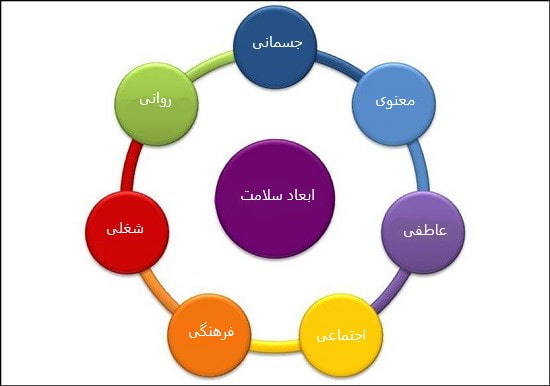 جسمانی
معنوی
عاطفی
اجتماعی
فرهنگی
شغلی
روانی
ابعاد سلامت